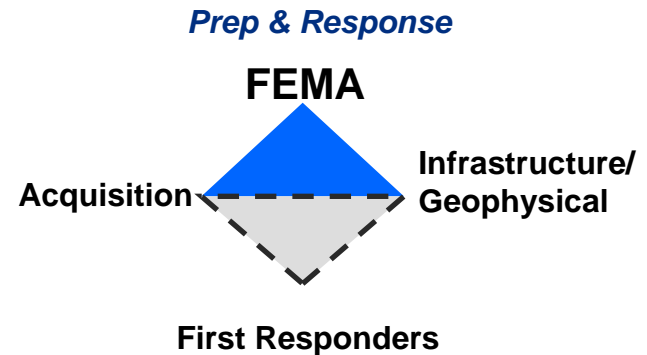 Prep & Response
FEMA
Acquisition
Infrastructure/
Geophysical
First Responders